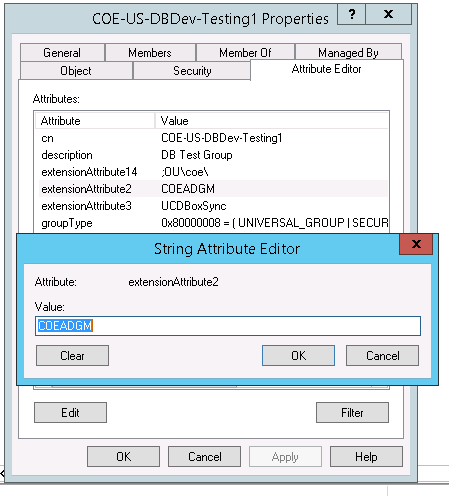 COE-US-DBDev-Testing1 Properties ? x
General Members Member Of Managed By
Object Security Attribute Editor
Attributes:
Attribute Value
cn COE-US-DBDev-Testing1
description DB Test Group
extensionAttribute14 ;OU\coe\
extensionAttribute2 COEADGM
extensionAttribute3 UCDBoxSync
groupType 0x80000008 = ( UNIVERSAL_GROUP | SECUR
String Attribute Editor x
Attribute: extensionAttribute2
Value:
COEADGM
Clear OK Cancel
Edit Filter
OK Cancel Apply Help